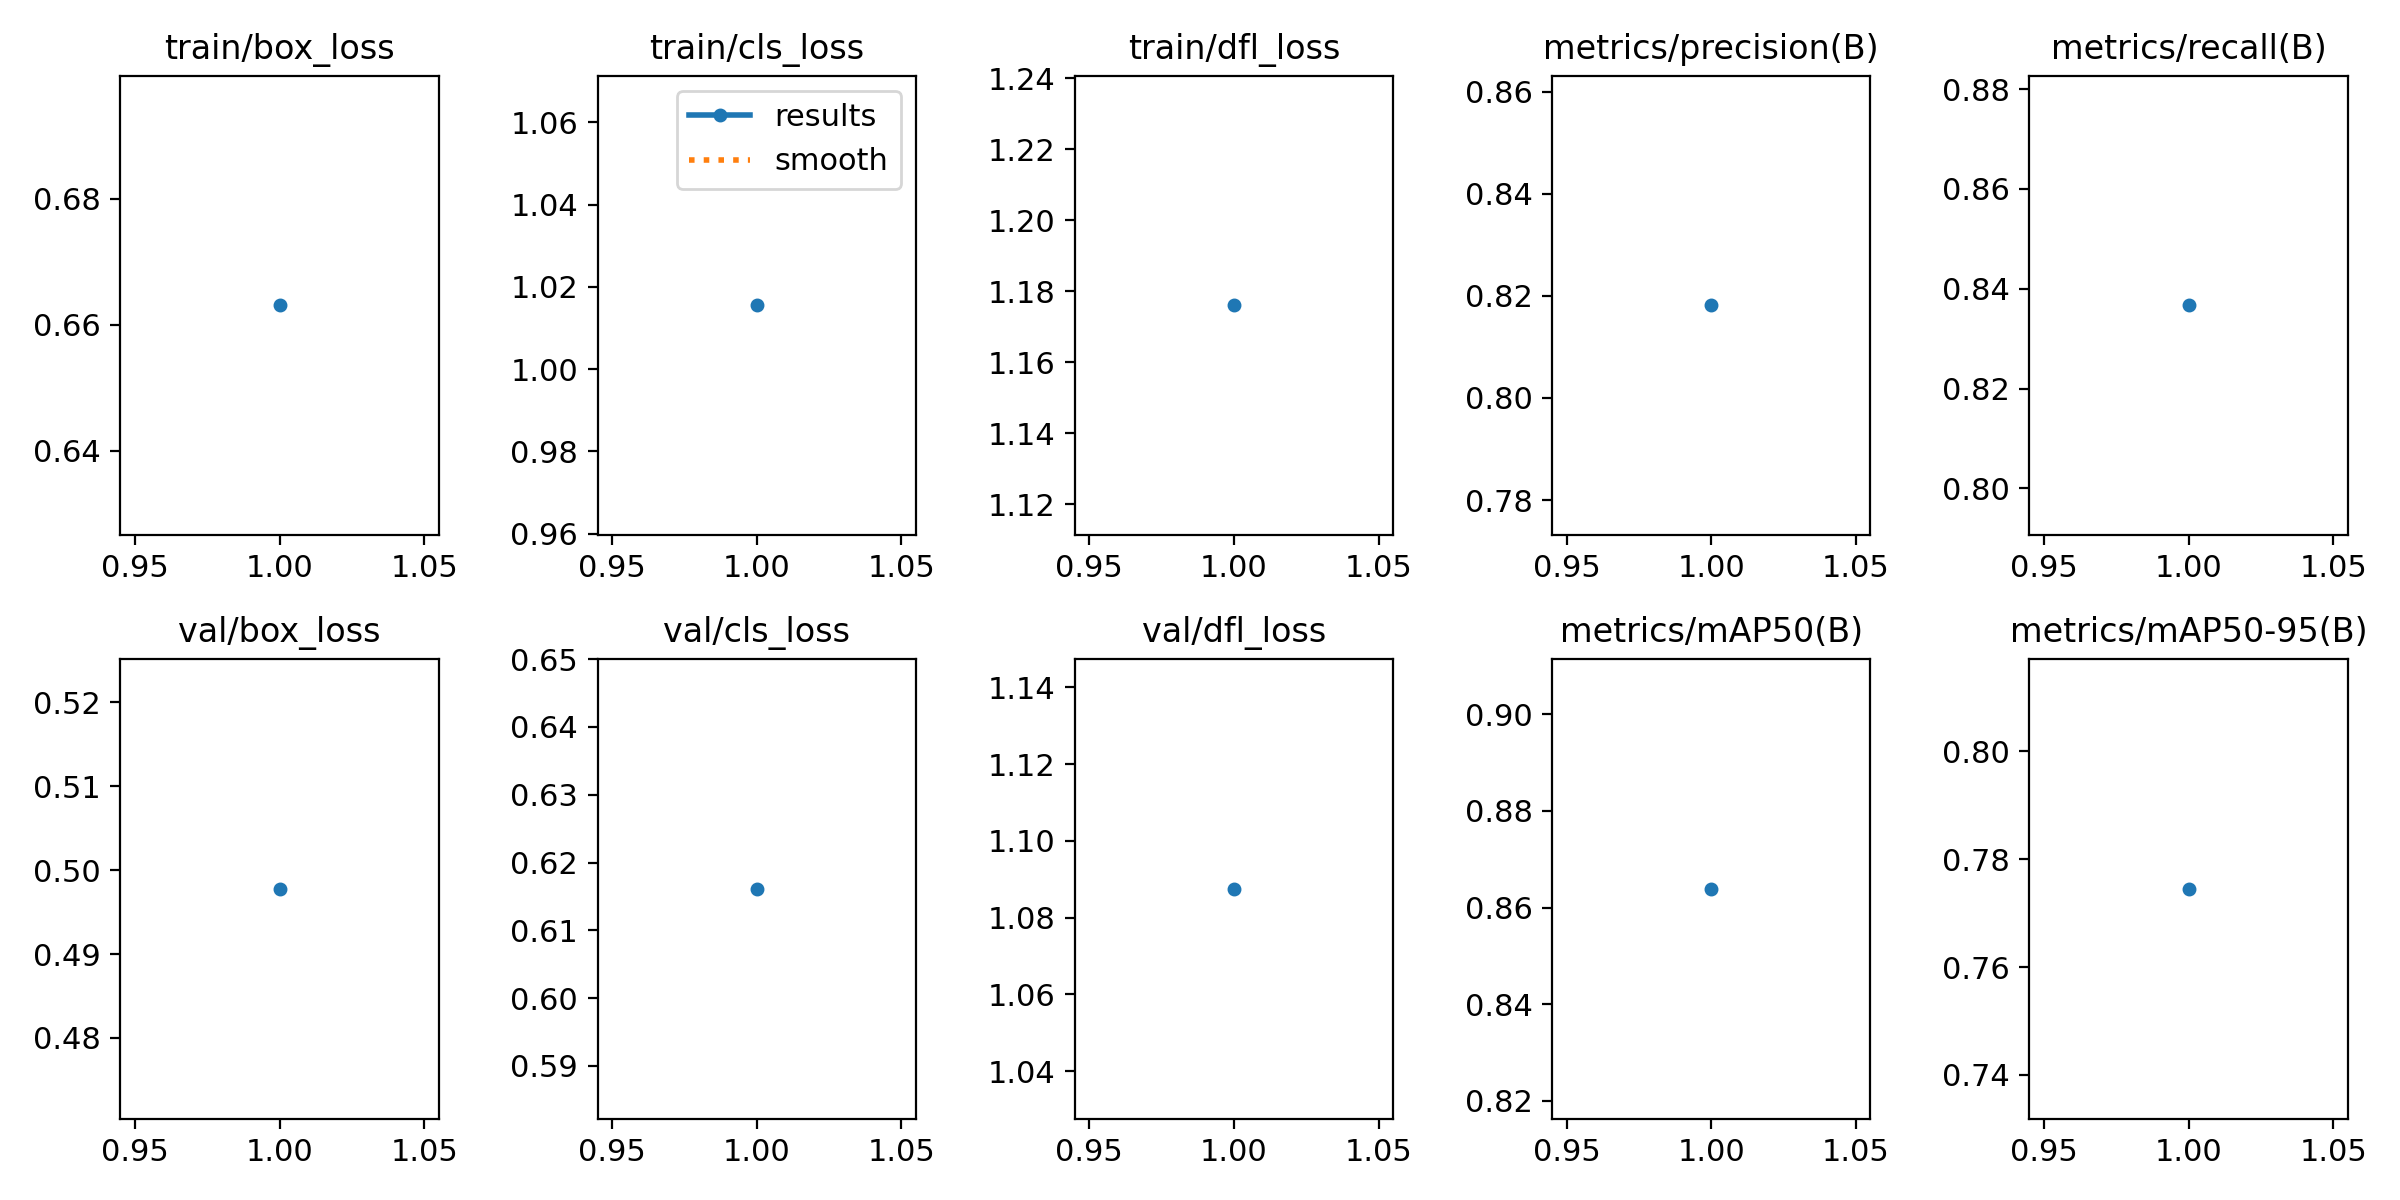 train/box_loss
0.68
0.66
0.64
0.95 1.00 1.05
train/cls_loss
results
smooth
1.06
1.04
1.02
1.00
0.98
0.96
0.95 1.00 1.05
train/dfl_loss
1.24
1.22
1.20
1.18
1.16
1.14
1.12
0.95 1.00 1.05
metrics/precision(B)
0.86
0.84
0.82
0.80
0.78
0.95 1.00 1.05
metrics/recall(B)
0.88
0.86
0.84
0.82
0.80
0.95 1.00 1.05
val/box_loss
0.52
0.51
0.50
0.49
0.48
0.95 1.00 1.05
val/cls_loss
0.65
0.64
0.63
0.62
0.61
0.60
0.59
0.95 1.00 1.05
val/dfl_loss
1.14
1.12
1.10
1.08
1.06
1.04
0.95 1.00 1.05
metrics/mAP50(B)
0.90
0.88
0.86
0.84
0.82
0.95 1.00 1.05
metrics/mAP50-95(B)
0.80
0.78
0.76
0.74
0.95 1.00 1.05